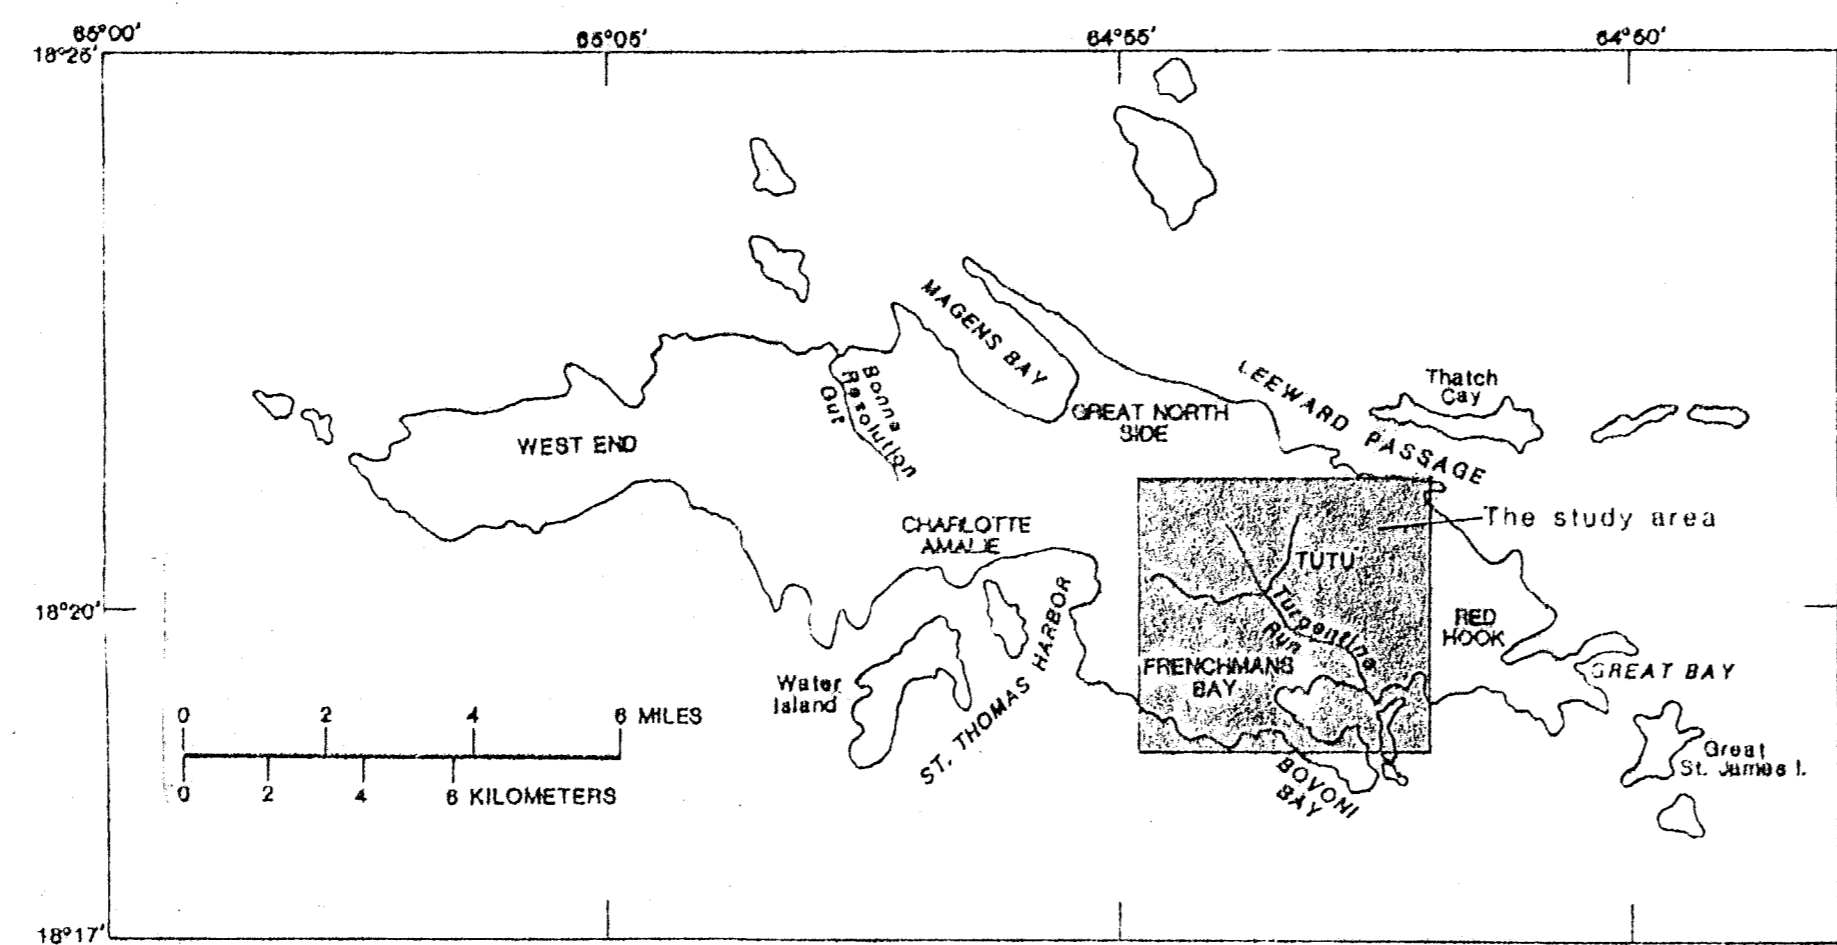 65°00'
65°05'
64°55'
64°50'
18°25'
MAGENS BAY
LEEWARD PASSAGE
Thatch
Cay
Bonne
Resolution
Gut
GREAT NORTH
SIDE
WEST END
The study area
CHARLOTTE
AMALIE
TUTU
18°20'
Turpentine
Run
RED
HOOK
FRENCHMANS
BAY
GREAT BAY
Water
Island
ST. THOMAS HARBOR
0 2 4 6 MILES
0 2 4 6 KILOMETERS
Great
St. James I.
BOVONI
BAY
18°17'